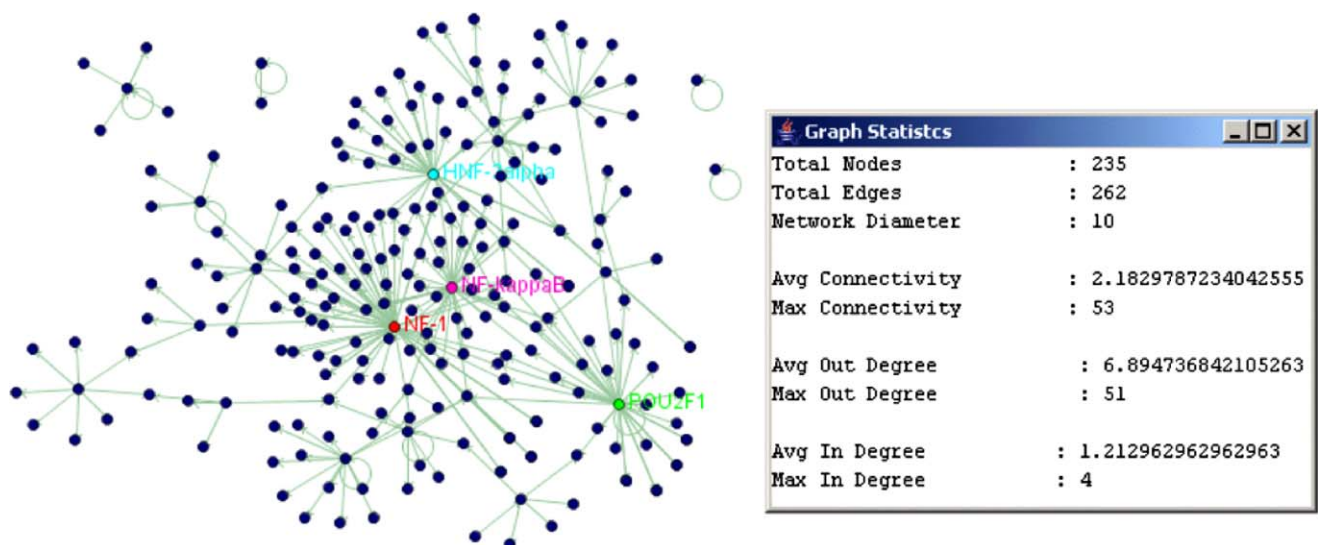 HNF-3alpha
NF-kappaB
NF-1
POU2F1
Graph Statistcs
Total Nodes : 235
Total Edges : 262
Network Diameter : 10
Avg Connectivity : 2.1829787234042555
Max Connectivity : 53
Avg Out Degree : 6.894736842105263
Max Out Degree : 51
Avg In Degree : 1.212962962962963
Max In Degree : 4